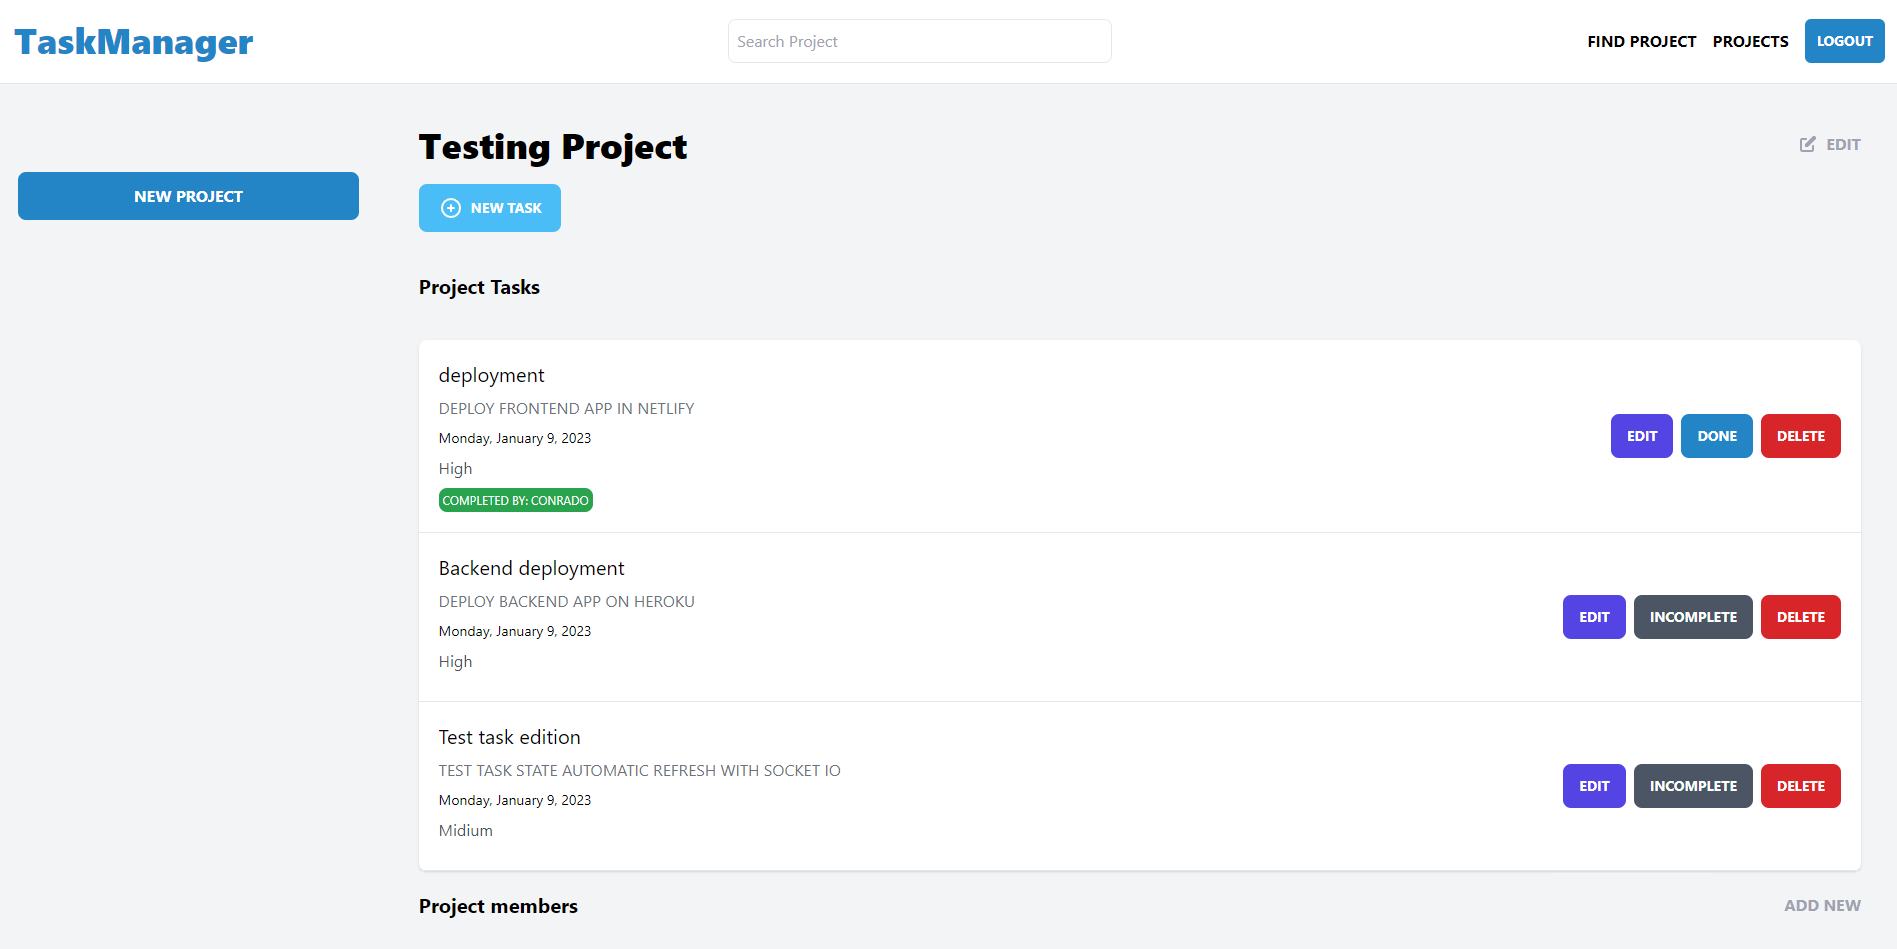 TaskManager
Search Project
FIND PROJECT
PROJECTS
LOGOUT
NEW PROJECT
Testing Project
EDIT
NEW TASK
Project Tasks
deployment
DEPLOY FRONTEND APP IN NETLIFY
Monday, January 9, 2023
High
COMPLETED BY: CONRADO
EDIT
DONE
DELETE
Backend deployment
DEPLOY BACKEND APP ON HEROKU
Monday, January 9, 2023
High
EDIT
INCOMPLETE
DELETE
Test task edition
TEST TASK STATE AUTOMATIC REFRESH WITH SOCKET IO
Monday, January 9, 2023
Midium
EDIT
INCOMPLETE
DELETE
Project members
ADD NEW